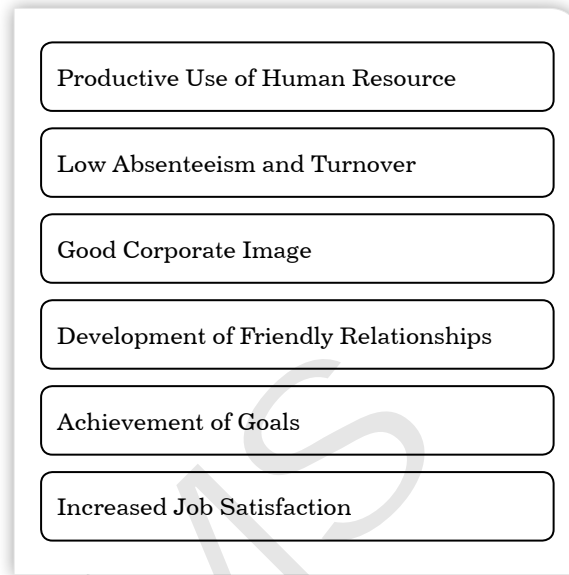 Productive Use of Human Resource
Low Absenteeism and Turnover
Good Corporate Image
Development of Friendly Relationships
Achievement of Goals
Increased Job Satisfaction